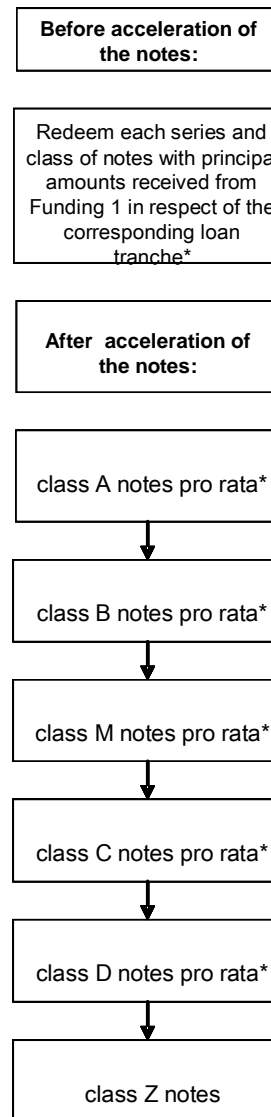 Before acceleration of
the notes:
Redeem each series and
class of notes with principa
amounts received from
Funding 1 in respect of the
corresponding loan
tranche*
After acceleration of
the notes:
class A notes pro rata*
class B notes pro rata*
class M notes pro rata*
class C notes pro rata*
class D notes pro rata*
class Z notes